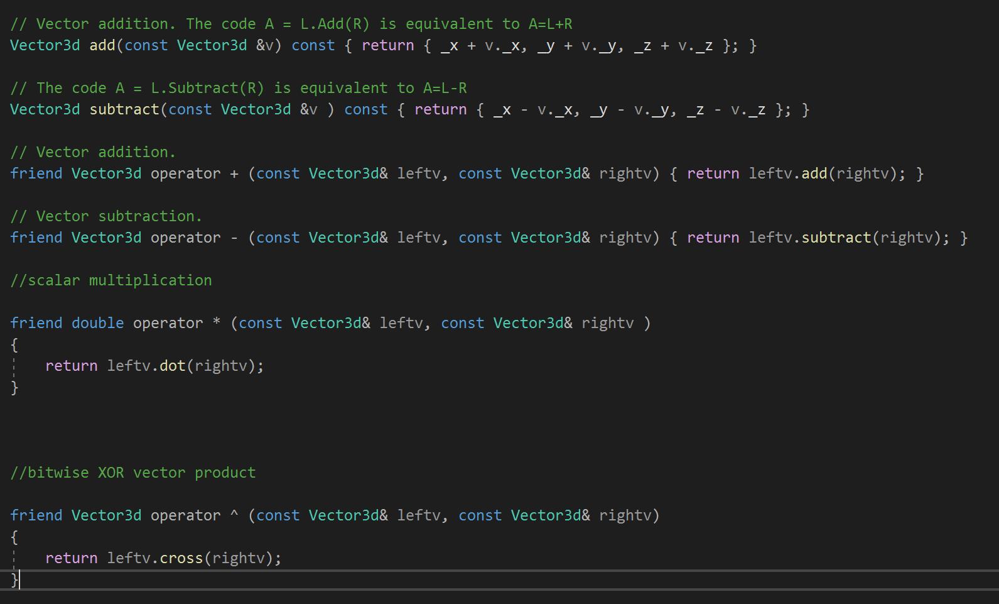 // Vector addition. The code A = L.Add(R) is equivalent to A=L+R
Vector3d add(const Vector3d &v) const { return { _x + v._x, _y + v._y, _z + v._z }; }
// The code A = L.Subtract(R) is equivalent to A=L-R
Vector3d subtract(const Vector3d &v ) const { return { _x - v._x, _y - v._y, _z - v._z }; }
// Vector addition.
friend Vector3d operator + (const Vector3d& leftv, const Vector3d& rightv) { return leftv.add(rightv); }
// Vector subtraction.
friend Vector3d operator - (const Vector3d& leftv, const Vector3d& rightv) { return leftv.subtract(rightv); }
//scalar multiplication
friend double operator * (const Vector3d& leftv, const Vector3d& rightv )
{
return leftv.dot(rightv);
}
//bitwise XOR vector product
friend Vector3d operator ^ (const Vector3d& leftv, const Vector3d& rightv)
{
return leftv.cross(rightv);
}